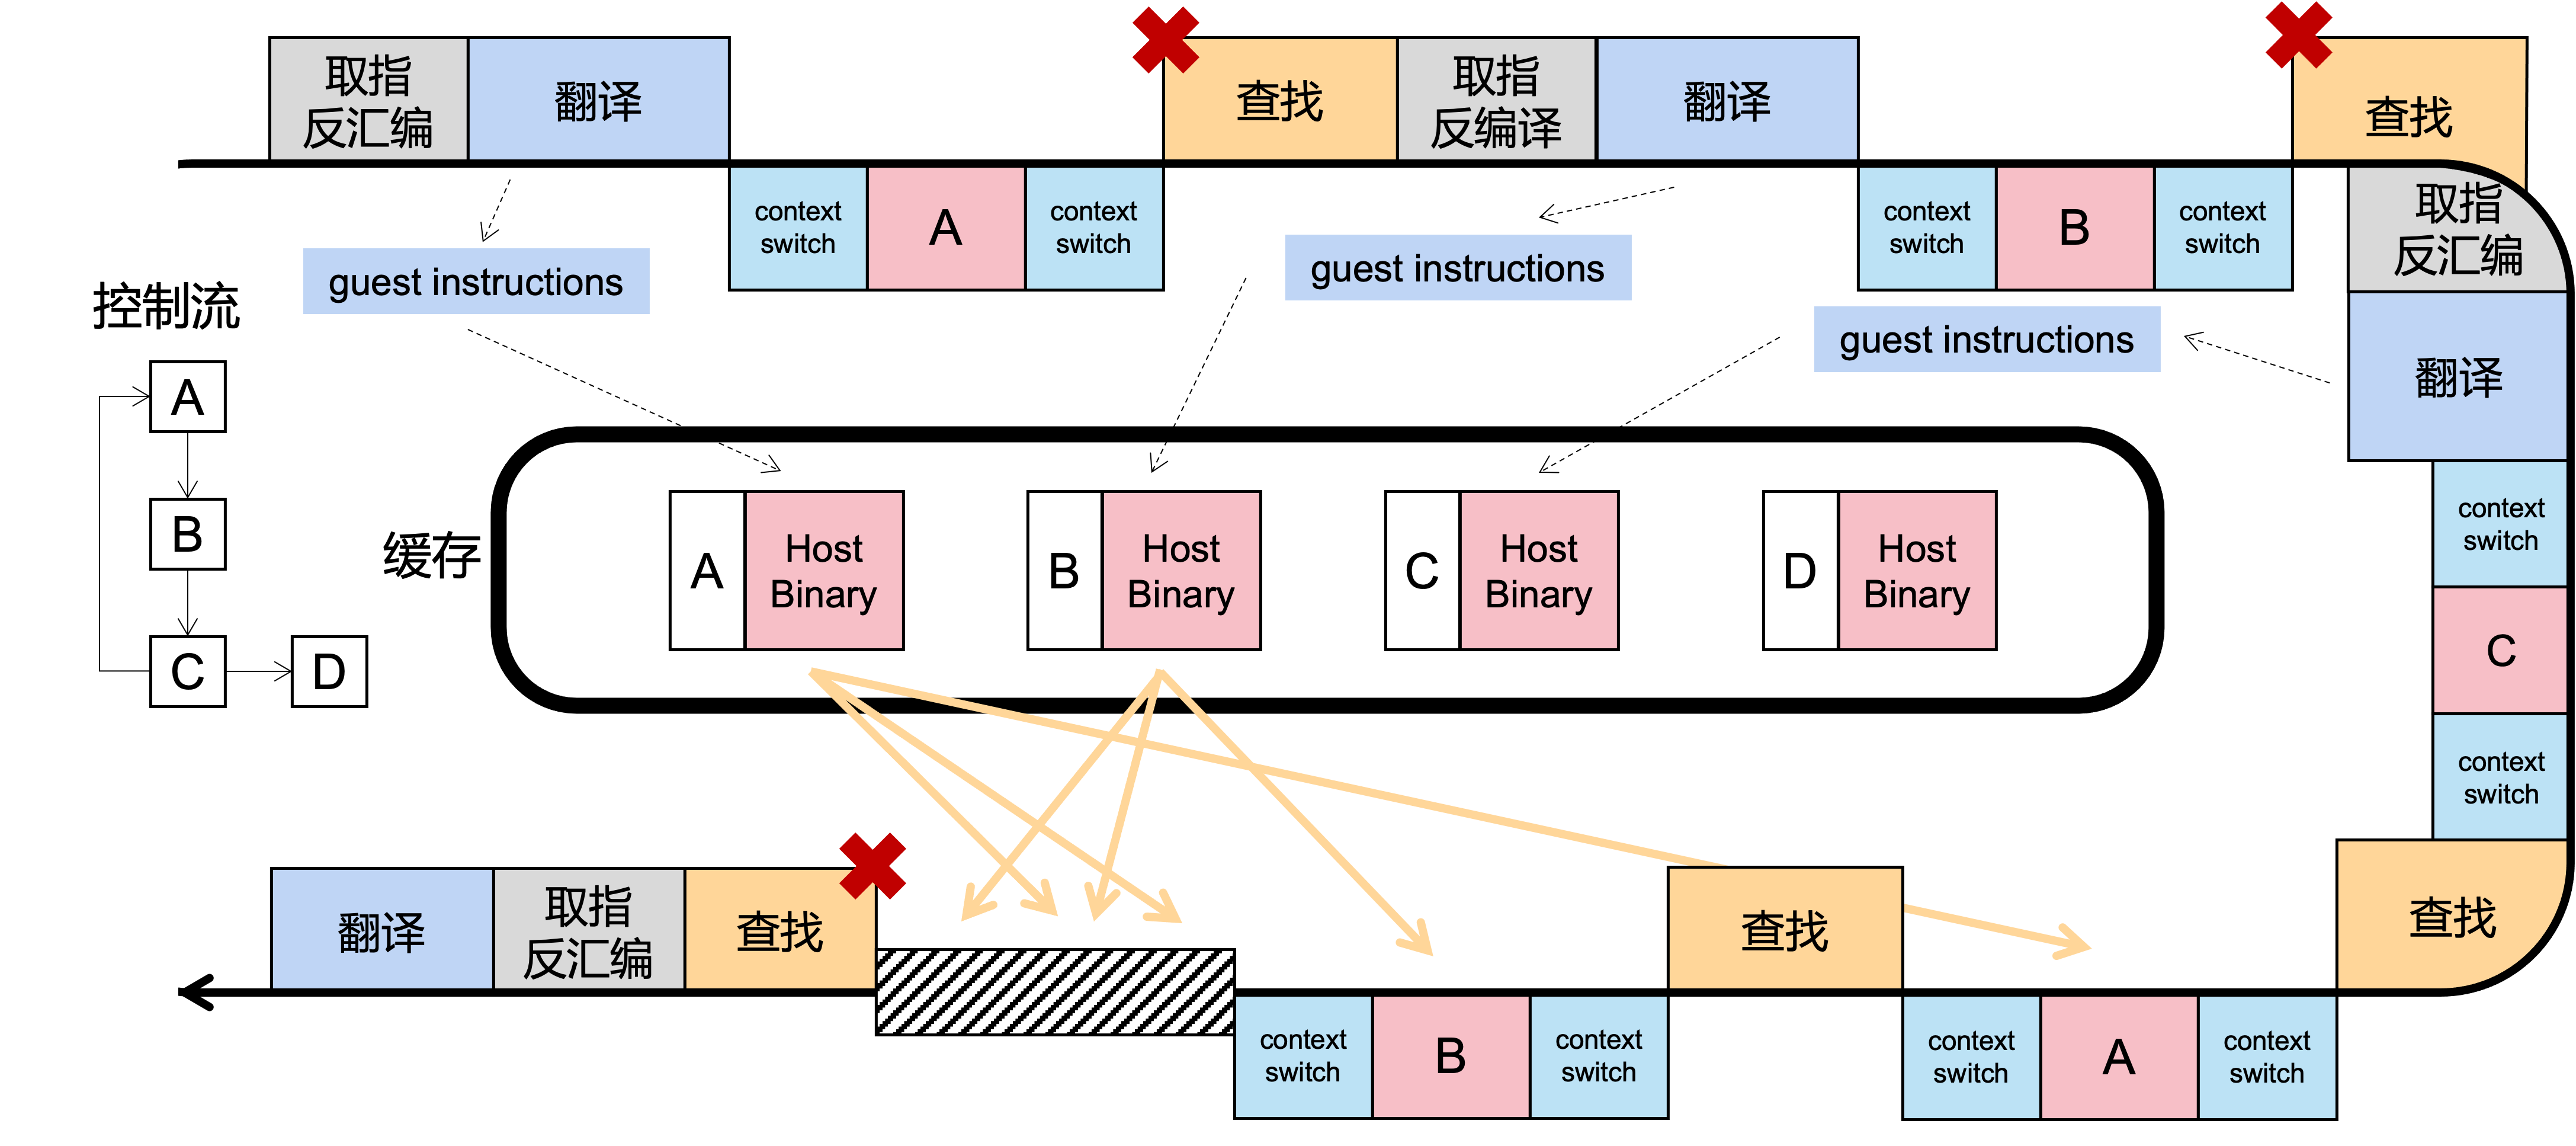 取指
反汇编
翻译
查找
取指
反编译
翻译
查找
context
switch
A
context
switch
context
switch
B
context
switch
取指
反汇编
guest instructions
guest instructions
guest instructions
翻译
控制流
A
B
C
D
缓存
A
Host
Binary
B
Host
Binary
C
Host
Binary
D
Host
Binary
context
switch
C
context
switch
查找
翻译
取指
反汇编
查找
查找
context
switch
B
context
switch
context
switch
A
context
switch